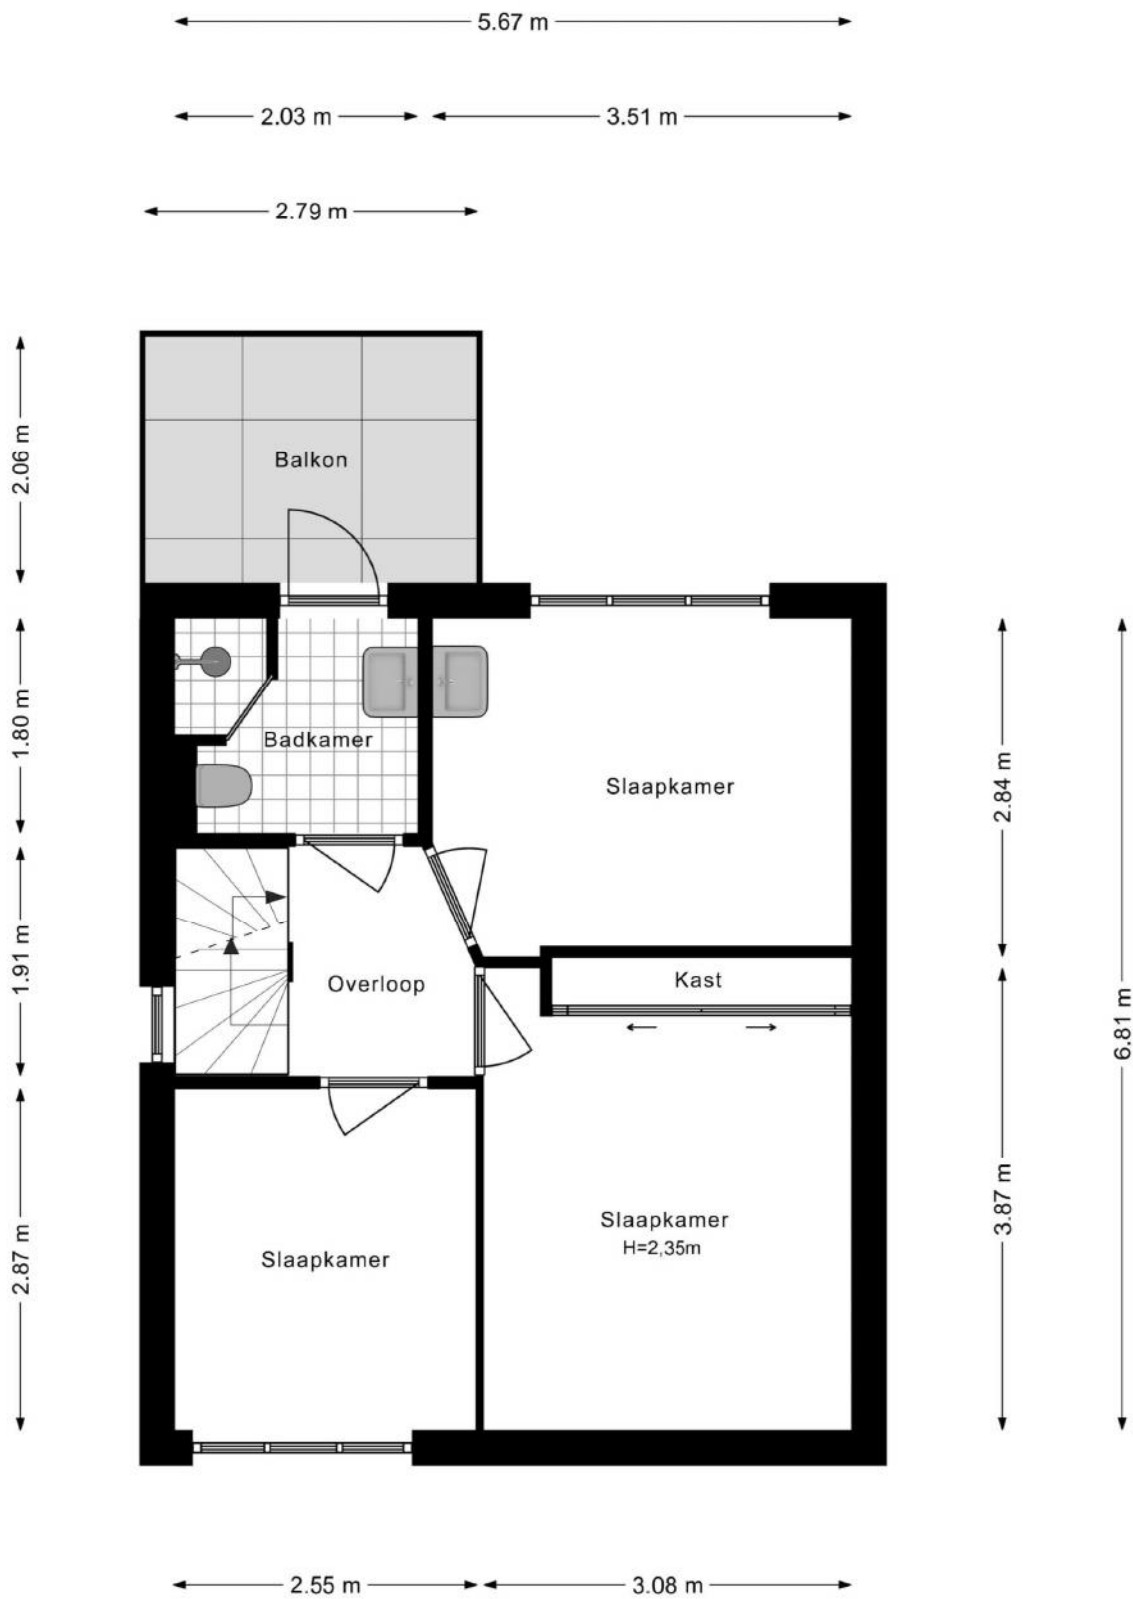 5.67 m
2.03 m
3.51 m
2.79 m
2.06 m
Balkon
1.80 m
Badkamer
Slaapkamer
2.84 m
1.91 m
Overloop
Kast
6.81 m
2.87 m
Slaapkamer
Slaapkamer
H=2,35m
3.87 m
2.55 m
3.08 m